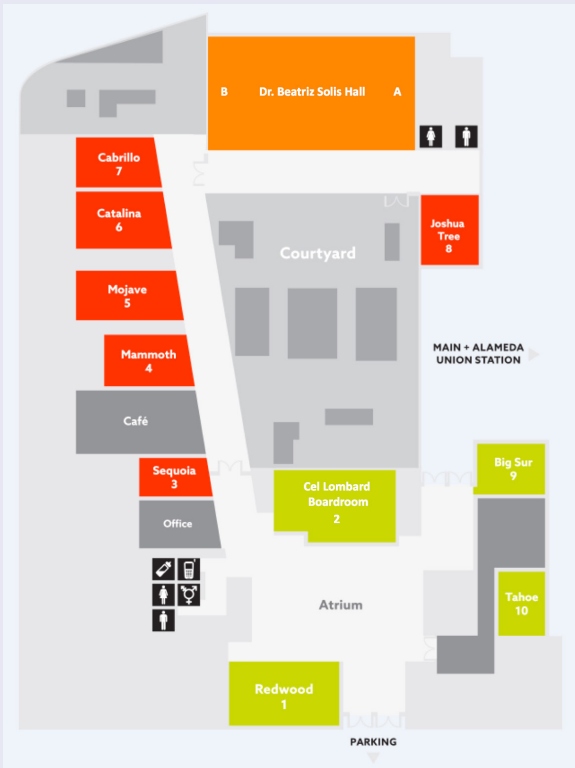 B Dr. Beatriz Solis Hall A
Cabrillo
7
Catalina
6
Joshua
Tree
8
Courtyard
Mojave
5
MAIN + ALAMEDA
UNION STATION
Mammoth
4
Café
Sequoia
3
Big Sur
9
Cel Lombard
Boardroom
2
Office
Atrium
Tahoe
10
Redwood
1
PARKING